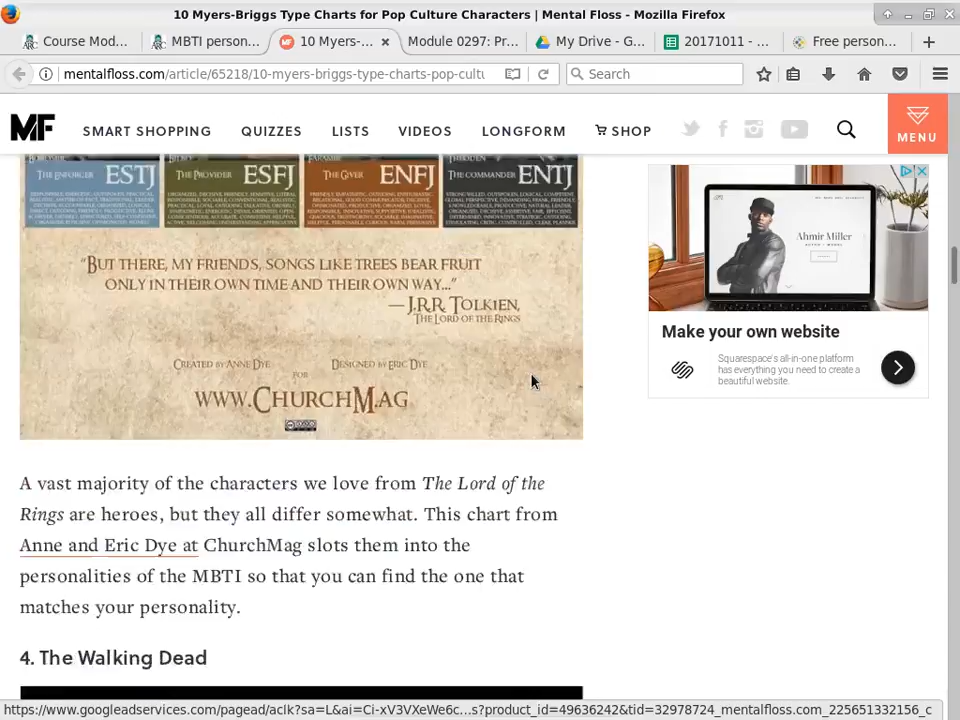 10 Myers-Briggs Type Charts for Pop Culture Characters | Mental Floss - Mozilla Firefox
Course Mod... MBTI person... 10 Myers-... Module 0297: Pr... My Drive - G... 20171011 - ... Free person...
mentalfloss.com/article/65218/10-myers-briggs-type-charts-pop-cultu Search
MF SMART SHOPPING QUIZZES LISTS VIDEOS LONGFORM SHOP MENU
THE ENFORCER ESTJ THE PROVIDER ESFJ THE GIVER ENFJ THE COMMANDER ENTJ
"BUT THERE, MY FRIENDS, SONGS LIKE TREES BEAR FRUIT
ONLY IN THEIR OWN TIME AND THEIR OWN WAY..."
— J.R.R. TOLKIEN,
THE LORD OF THE RINGS
CREATED BY ANNE DYE DESIGNED BY ERIC DYE
FOR
WWW.CHURCHM.AG
Ahmir Miller
Make your own website
Squarespace's all-in-one platform
has everything you need to create a
beautiful website.
A vast majority of the characters we love from The Lord of the
Rings are heroes, but they all differ somewhat. This chart from
Anne and Eric Dye at ChurchMag slots them into the
personalities of the MBTI so that you can find the one that
matches your personality.
4. The Walking Dead
https://www.googleadservices.com/pagead/aclk?sa=L&ai=Ci-xV3VXeWe6c...s?product_id=49636242&tid=32978724_mentalfloss.com_225651332156_c